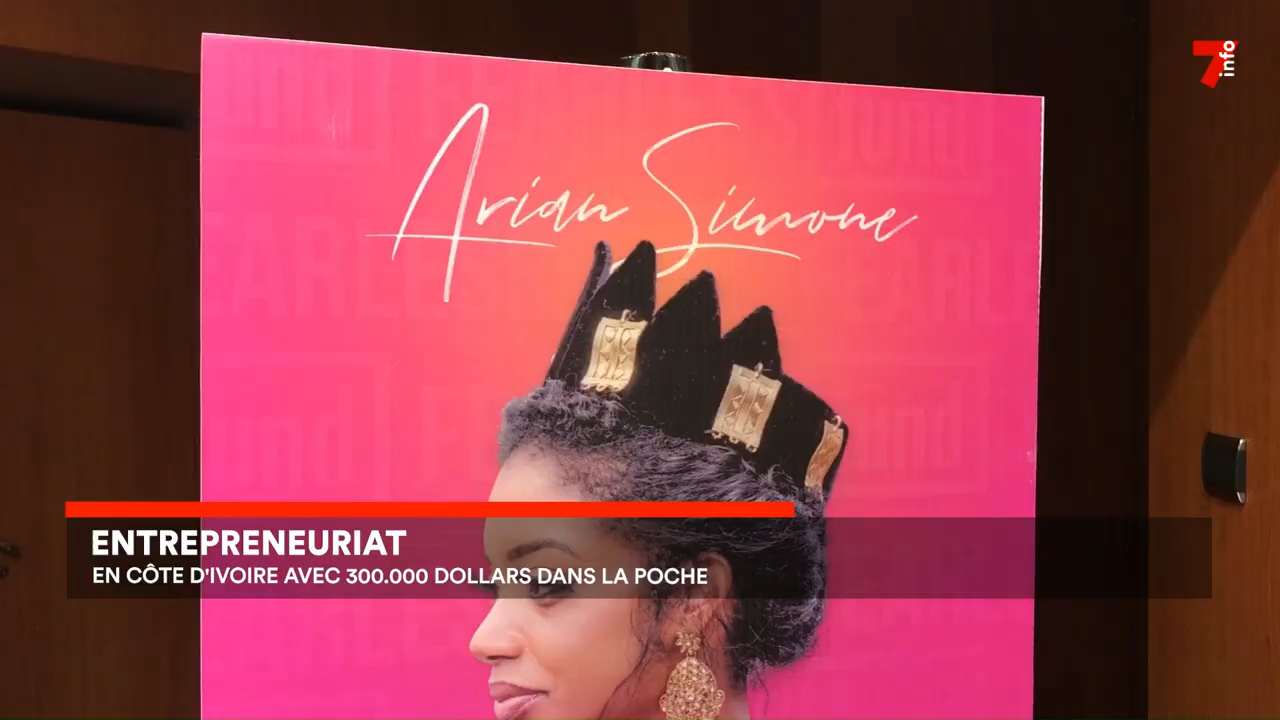 7info
Arian Simone
ENTREPRENEURIAT
EN CÔTE D'IVOIRE AVEC 300.000 DOLLARS DANS LA POCHE